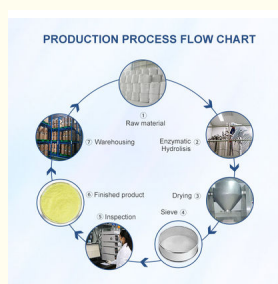 PRODUCTION PROCESS FLOW CHART
① Raw material
Enzymatic ②
Hydrolisis
Drying ③
Sieve ④
⑤ Inspection
⑥ Finished product
⑦ Warehousing